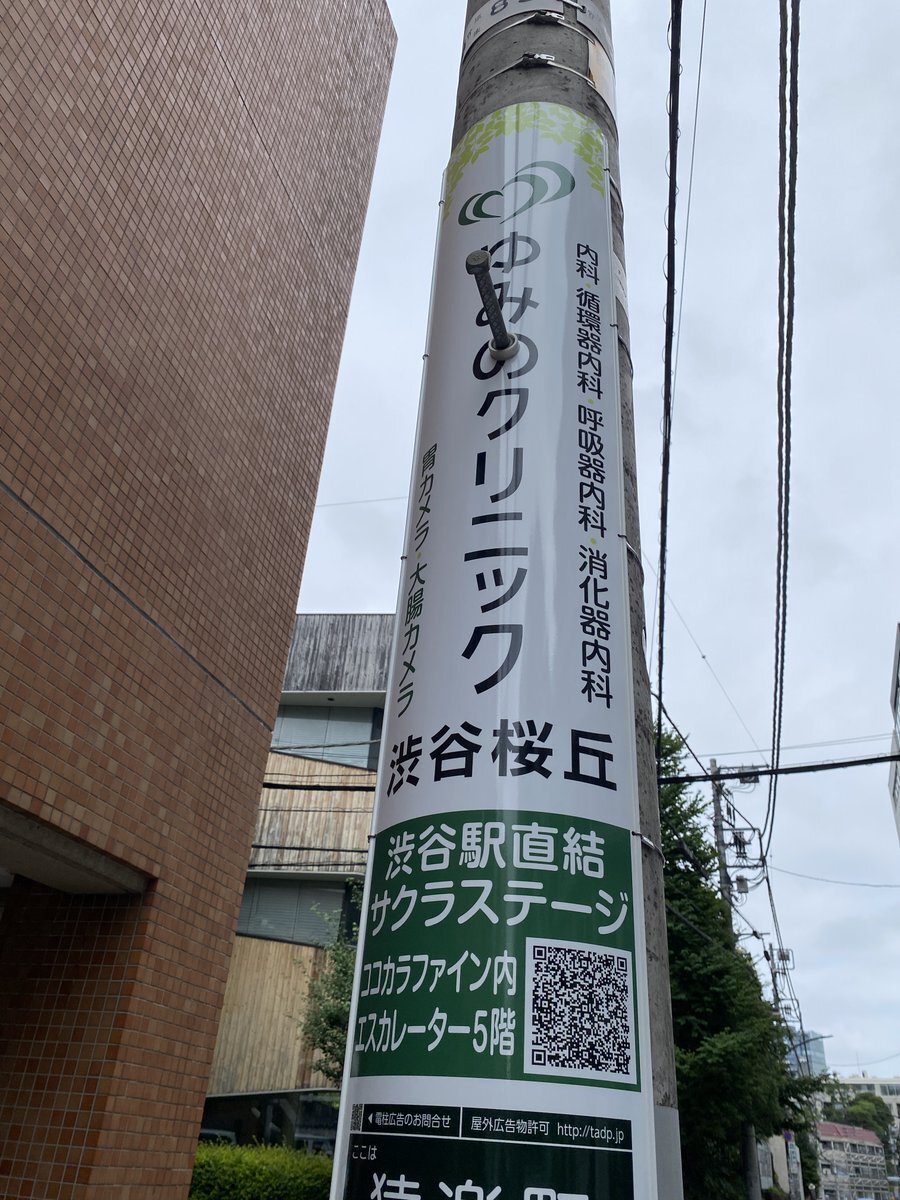 ゆみのクリニック
内科・循環器内科・呼吸器内科・消化器内科
胃カメラ・大腸カメラ
渋谷桜丘
渋谷駅直結
サクラステージ
ココカラファイン内
エスカレーター5階
電柱広告のお問合せ
屋外広告物許可 http://tadp.jp
ここは
猿楽町